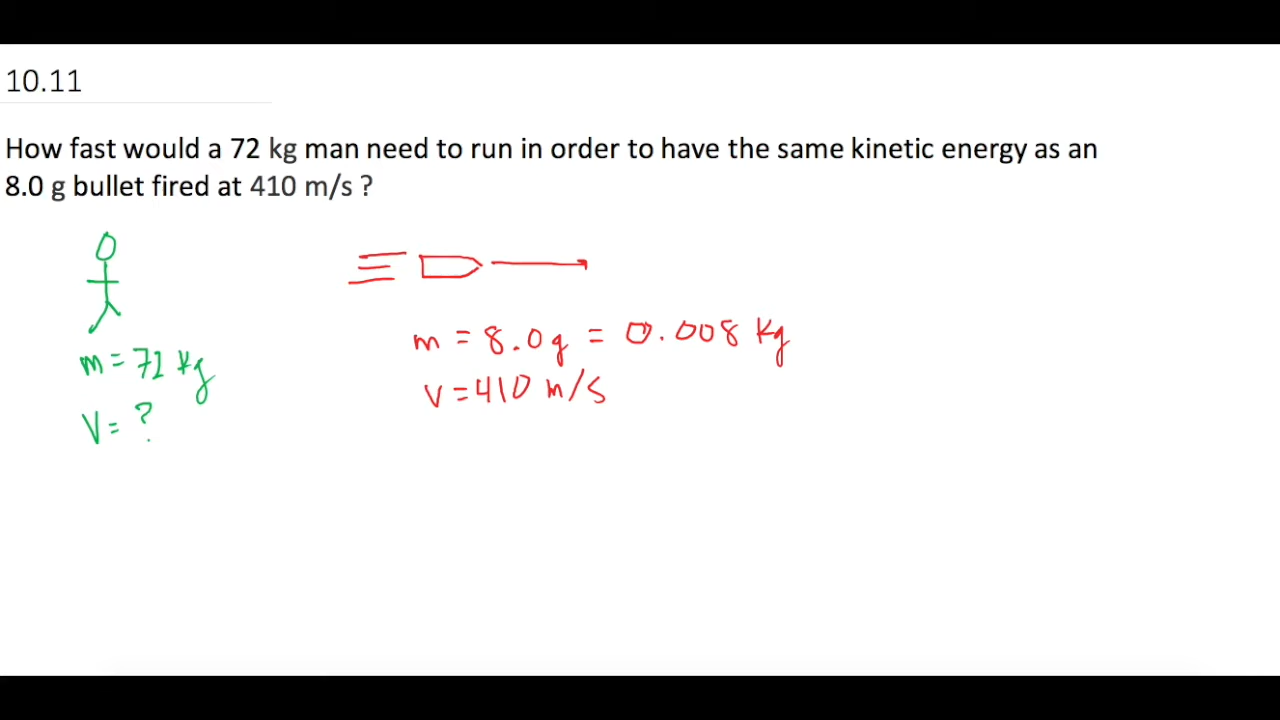 10.11
How fast would a 72 kg man need to run in order to have the same kinetic energy as an
8.0 g bullet fired at 410 m/s ?
m = 8.0g = 0.008 kg
m = 72 kg
v = 410 m/s
V = ?